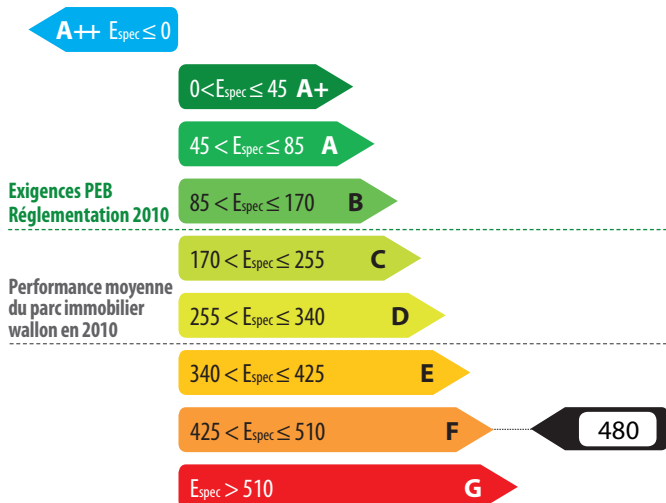 A++ Espec ≤ 0
0<Espec ≤ 45 A+
45 < Espec ≤ 85 A
Exigences PEB
Réglementation 2010
85 < Espec ≤ 170 B
170 < Espec ≤ 255 C
Performance moyenne
du parc immobilier
wallon en 2010
255 < Espec ≤ 340 D
340 < Espec ≤ 425 E
425 < Espec ≤ 510 F 480
Espec > 510 G